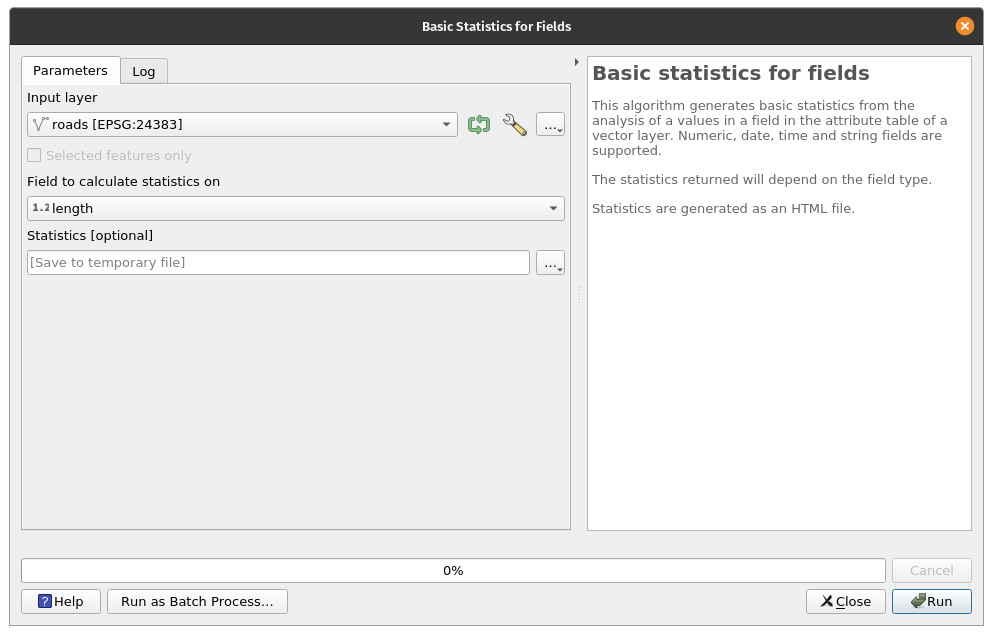 Basic Statistics for Fields
Parameters
Log
Input layer
roads [EPSG:24383]
...
Selected features only
Field to calculate statistics on
1.2 length
Statistics [optional]
[Save to temporary file]
...
Basic statistics for fields
This algorithm generates basic statistics from the
analysis of a values in a field in the attribute table of a
vector layer. Numeric, date, time and string fields are
supported.
The statistics returned will depend on the field type.
Statistics are generated as an HTML file.
0%
Cancel
? Help
Run as Batch Process...
Close
Run